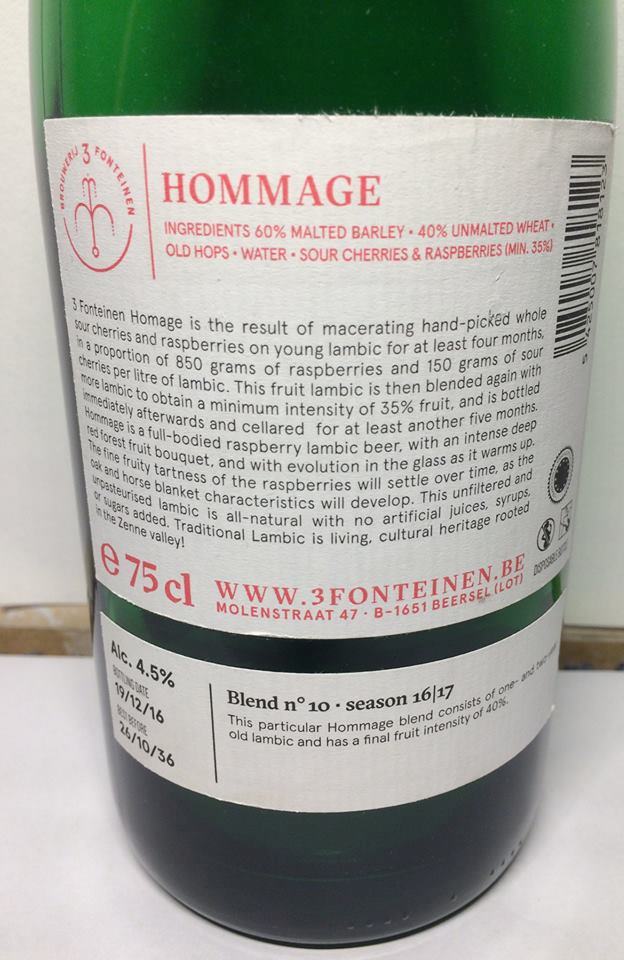 BROUWERIJ 3 FONTEINEN
HOMMAGE
INGREDIENTS 60% MALTED BARLEY • 40% UNMALTED WHEAT •
OLD HOPS • WATER • SOUR CHERRIES & RASPBERRIES (MIN. 35%)
3 Fonteinen Homage is the result of macerating hand-picked whole
sour cherries and raspberries on young lambic for at least four months,
in a proportion of 850 grams of raspberries and 150 grams of sour
cherries per litre of lambic. This fruit lambic is then blended again with
more lambic to obtain a minimum intensity of 35% fruit, and is bottled
immediately afterwards and cellared for at least another five months.
Hommage is a full-bodied raspberry lambic beer, with an intense deep
red forest fruit bouquet, and with evolution in the glass as it warms up.
The fine fruity tartness of the raspberries will settle over time, as the
oak and horse blanket characteristics will develop. This unfiltered and
unpasteurised lambic is all-natural with no artificial juices, syrups,
or sugars added. Traditional Lambic is living, cultural heritage rooted
in the Zenne valley!
e 75 cl
WWW.3FONTEINEN.BE
MOLENSTRAAT 47 • B-1651 BEERSEL (LOT)
Alc. 4.5%
BOTTLING DATE
19/12/16
BEST BEFORE
26/10/36
Blend n° 10 • season 16|17
This particular Hommage blend consists of one- and
old lambic and has a final fruit intensity of 40%.